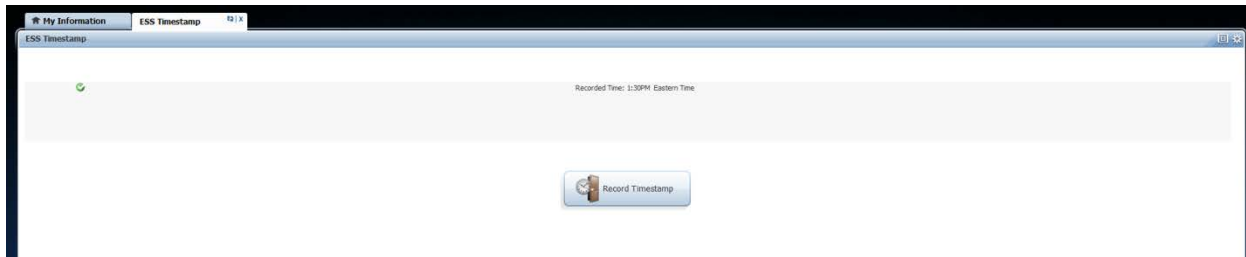 My Information
ESS Timestamp
X
ESS Timestamp
Recorded Time: 1:30PM Eastern Time
Record Timestamp